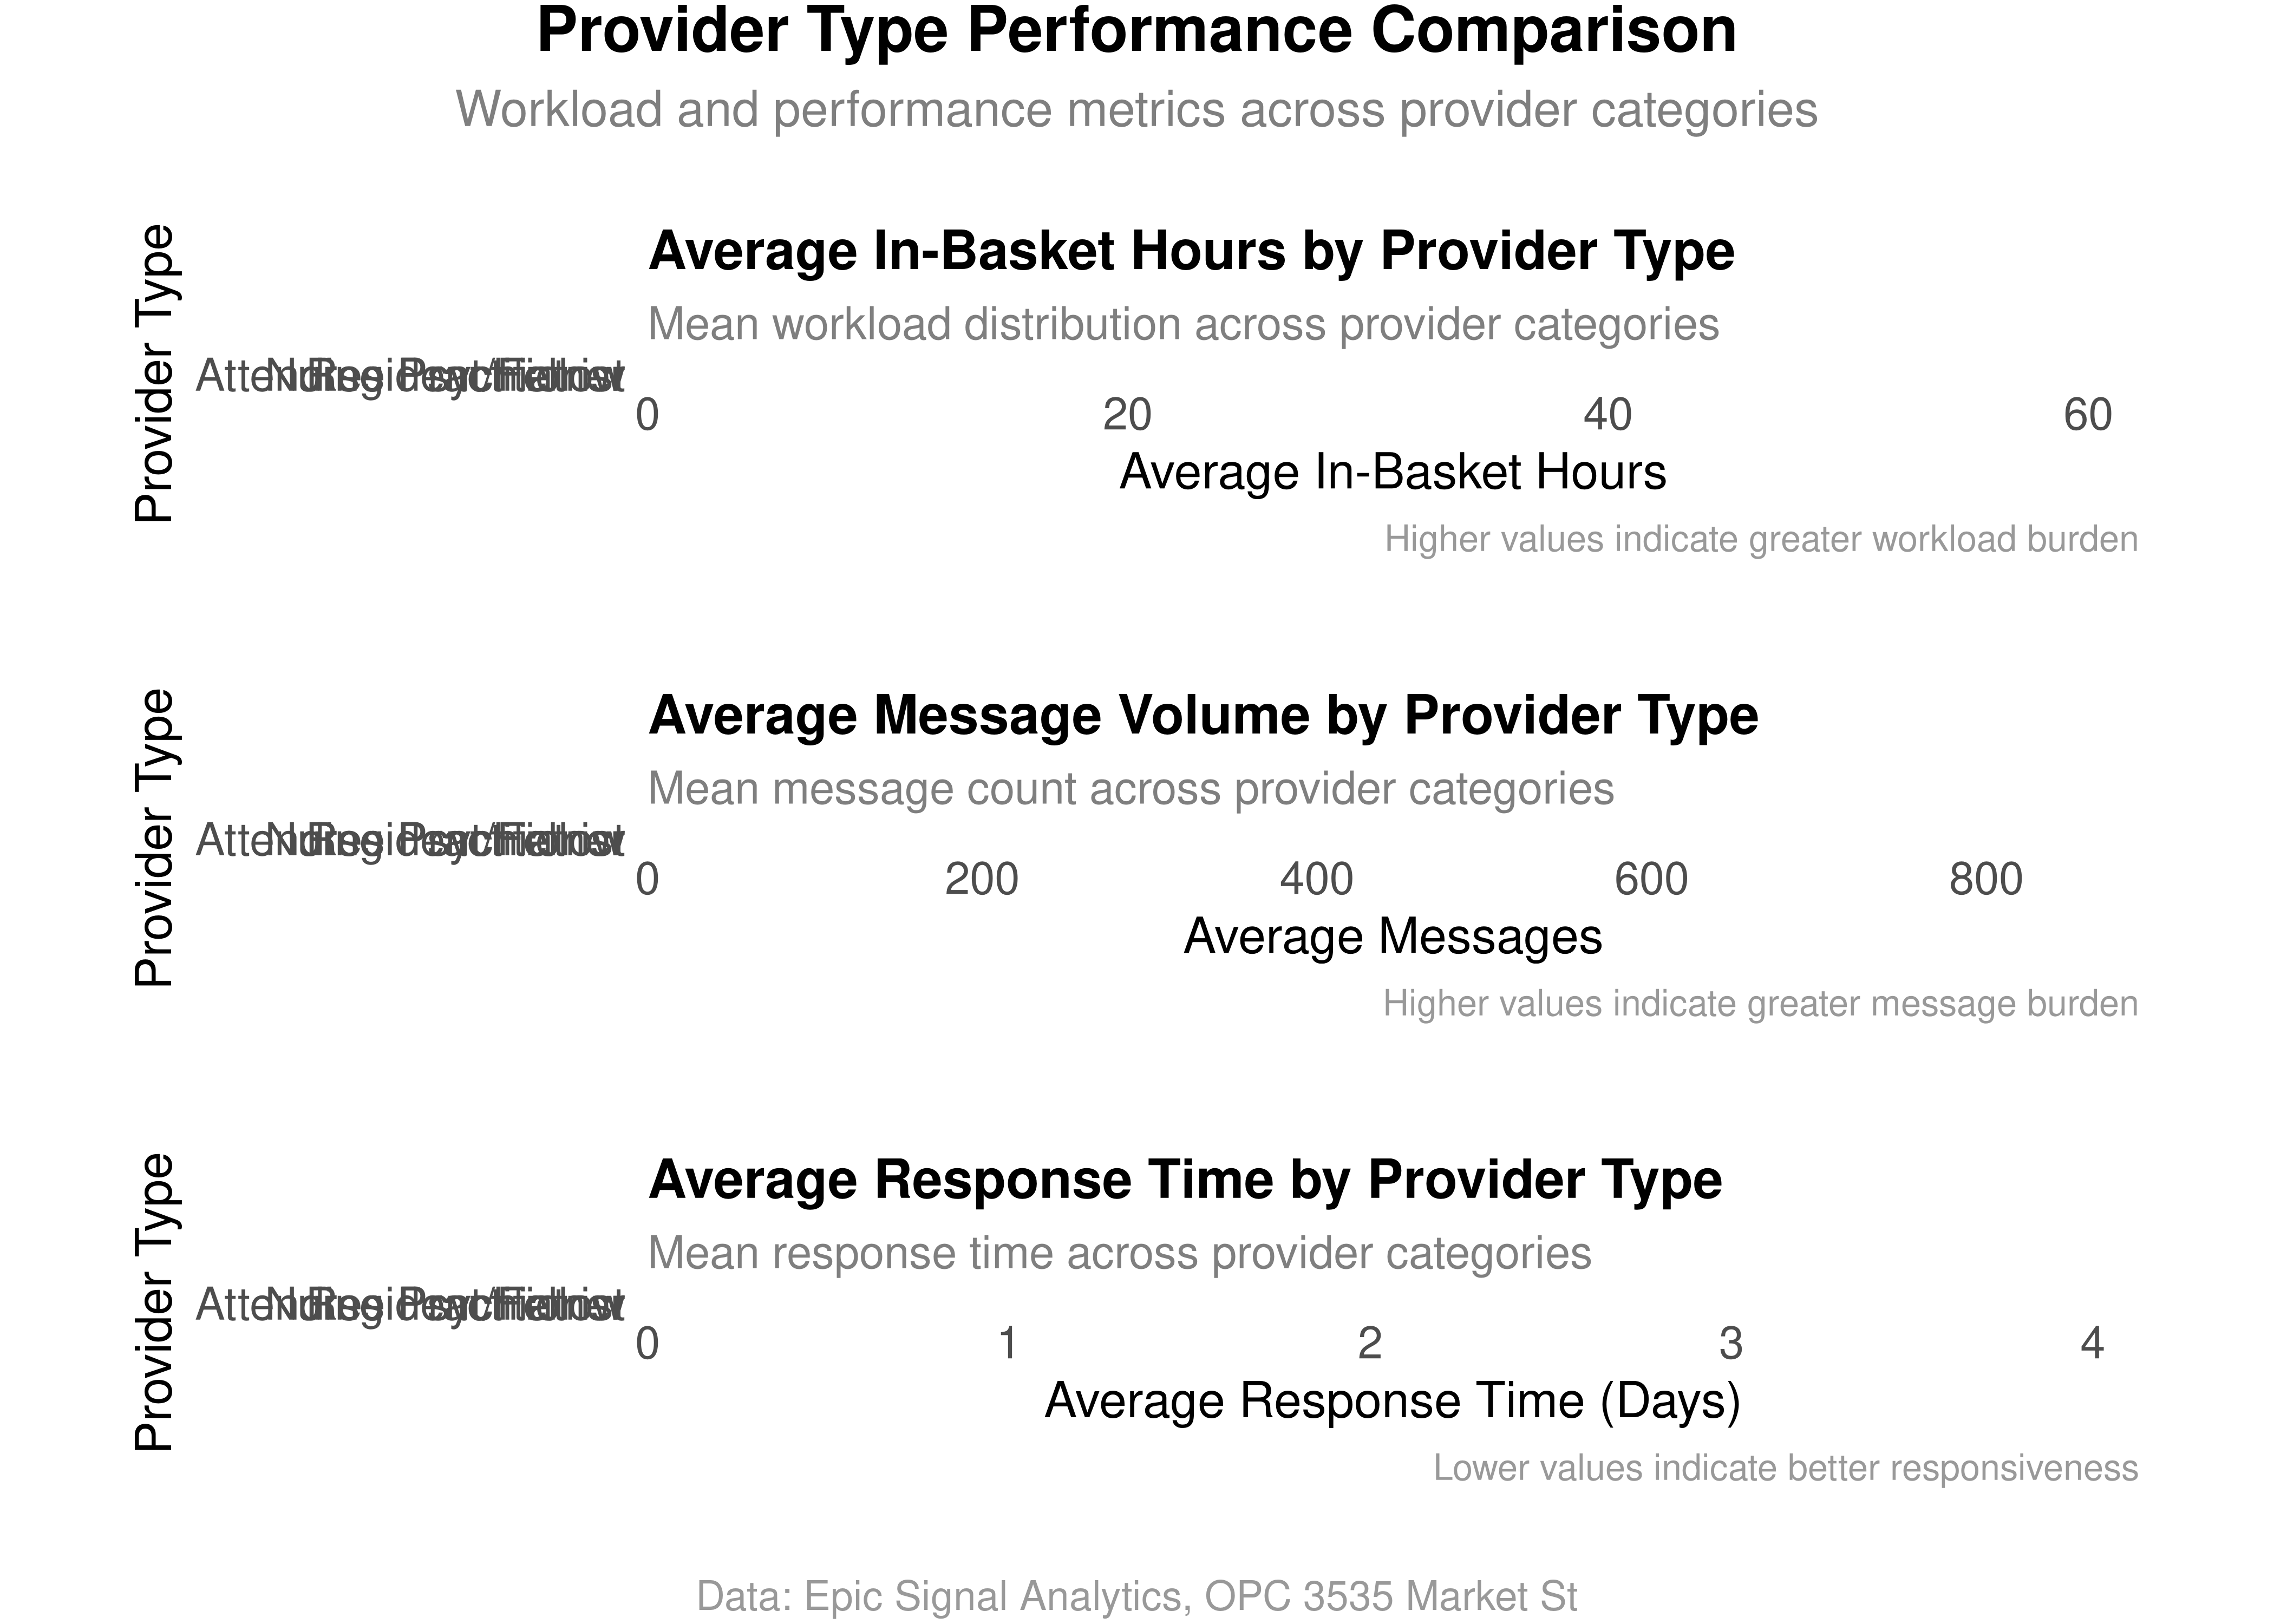 Provider Type Performance Comparison
Workload and performance metrics across provider categories
Average In-Basket Hours by Provider Type
Mean workload distribution across provider categories
Provider Type
0 20 40 60
Average In-Basket Hours
Higher values indicate greater workload burden
Average Message Volume by Provider Type
Mean message count across provider categories
Provider Type
0 200 400 600 800
Average Messages
Higher values indicate greater message burden
Average Response Time by Provider Type
Mean response time across provider categories
Provider Type
0 1 2 3 4
Average Response Time (Days)
Lower values indicate better responsiveness
Data: Epic Signal Analytics, OPC 3535 Market St